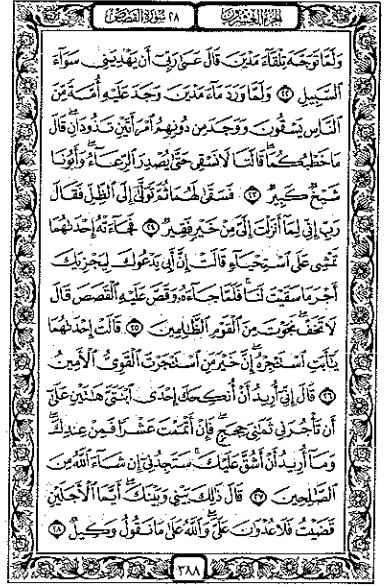 الجزء العشرون ٢٨ سورة القصص
وَلَمَّا تَوَجَّهَ تِلْقَآءَ مَدْيَنَ قَالَ عَسَىٰ رَبِّىٓ أَن يَهْدِيَنِى سَوَآءَ
ٱلسَّبِيلِ ٢٢ وَلَمَّا وَرَدَ مَآءَ مَدْيَنَ وَجَدَ عَلَيْهِ أُمَّةً مِّنَ
ٱلنَّاسِ يَسْقُونَ وَوَجَدَ مِن دُونِهِمُ ٱمْرَأَتَيْنِ تَذُودَانِ ۖ قَالَ
مَا خَطْبُكُمَا ۖ قَالَتَا لَا نَسْقِى حَتَّىٰ يُصْدِرَ ٱلرِّعَآءُ ۖ وَأَبُونَا
شَيْخٌ كَبِيرٌ ٢٣ فَسَقَىٰ لَهُمَا ثُمَّ تَوَلَّىٰٓ إِلَى ٱلظِّلِّ فَقَالَ
رَبِّ إِنِّى لِمَآ أَنزَلْتَ إِلَىَّ مِنْ خَيْرٍ فَقِيرٌ ٢٤ فَجَآءَتْهُ إِحْدَىٰهُمَا
تَمْشِى عَلَى ٱسْتِحْيَآءٍ قَالَتْ إِنَّ أَبِى يَدْعُوكَ لِيَجْزِيَكَ
أَجْرَ مَا سَقَيْتَ لَنَا ۚ فَلَمَّا جَآءَهُۥ وَقَصَّ عَلَيْهِ ٱلْقَصَصَ قَالَ
لَا تَخَفْ ۖ نَجَوْتَ مِنَ ٱلْقَوْمِ ٱلظَّٰلِمِينَ ٢٥ قَالَتْ إِحْدَىٰهُمَا
يَٰٓأَبَتِ ٱسْتَـْٔجِرْهُ ۖ إِنَّ خَيْرَ مَنِ ٱسْتَـْٔجَرْتَ ٱلْقَوِىُّ ٱلْأَمِينُ
٢٦ قَالَ إِنِّىٓ أُرِيدُ أَنْ أُنكِحَكَ إِحْدَى ٱبْنَتَىَّ هَٰتَيْنِ عَلَىٰٓ
أَن تَأْجُرَنِى ثَمَٰنِىَ حِجَجٍ ۖ فَإِنْ أَتْمَمْتَ عَشْرًا فَمِنْ عِندِكَ ۖ
وَمَآ أُرِيدُ أَنْ أَشُقَّ عَلَيْكَ ۚ سَتَجِدُنِىٓ إِن شَآءَ ٱللَّهُ مِنَ
ٱلصَّٰلِحِينَ ٢٧ قَالَ ذَٰلِكَ بَيْنِى وَبَيْنَكَ ۖ أَيَّمَا ٱلْأَجَلَيْنِ
قَضَيْتُ فَلَا عُدْوَٰنَ عَلَىَّ ۖ وَٱللَّهُ عَلَىٰ مَا نَقُولُ وَكِيلٌ ٢٨
٣٨٨